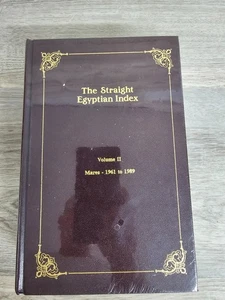 The Straight
Egyptian Index
Volume II
Mares - 1961 to 1989